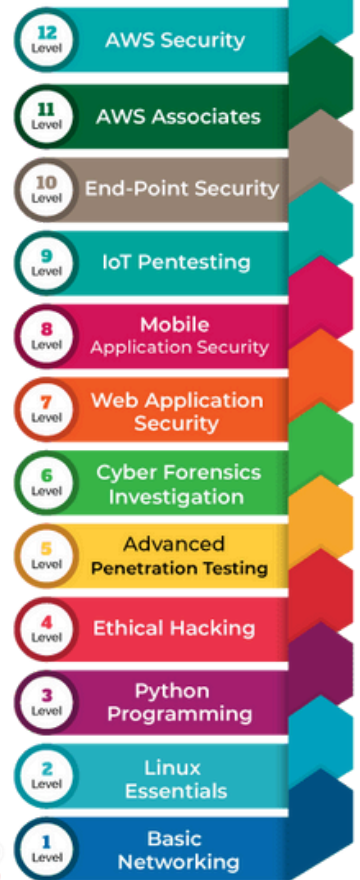 12
Level
AWS Security
11
Level
AWS Associates
10
Level
End-Point Security
9
Level
IoT Pentesting
8
Level
Mobile
Application Security
7
Level
Web Application
Security
6
Level
Cyber Forensics
Investigation
5
Level
Advanced
Penetration Testing
4
Level
Ethical Hacking
3
Level
Python
Programming
2
Level
Linux
Essentials
1
Level
Basic
Networking